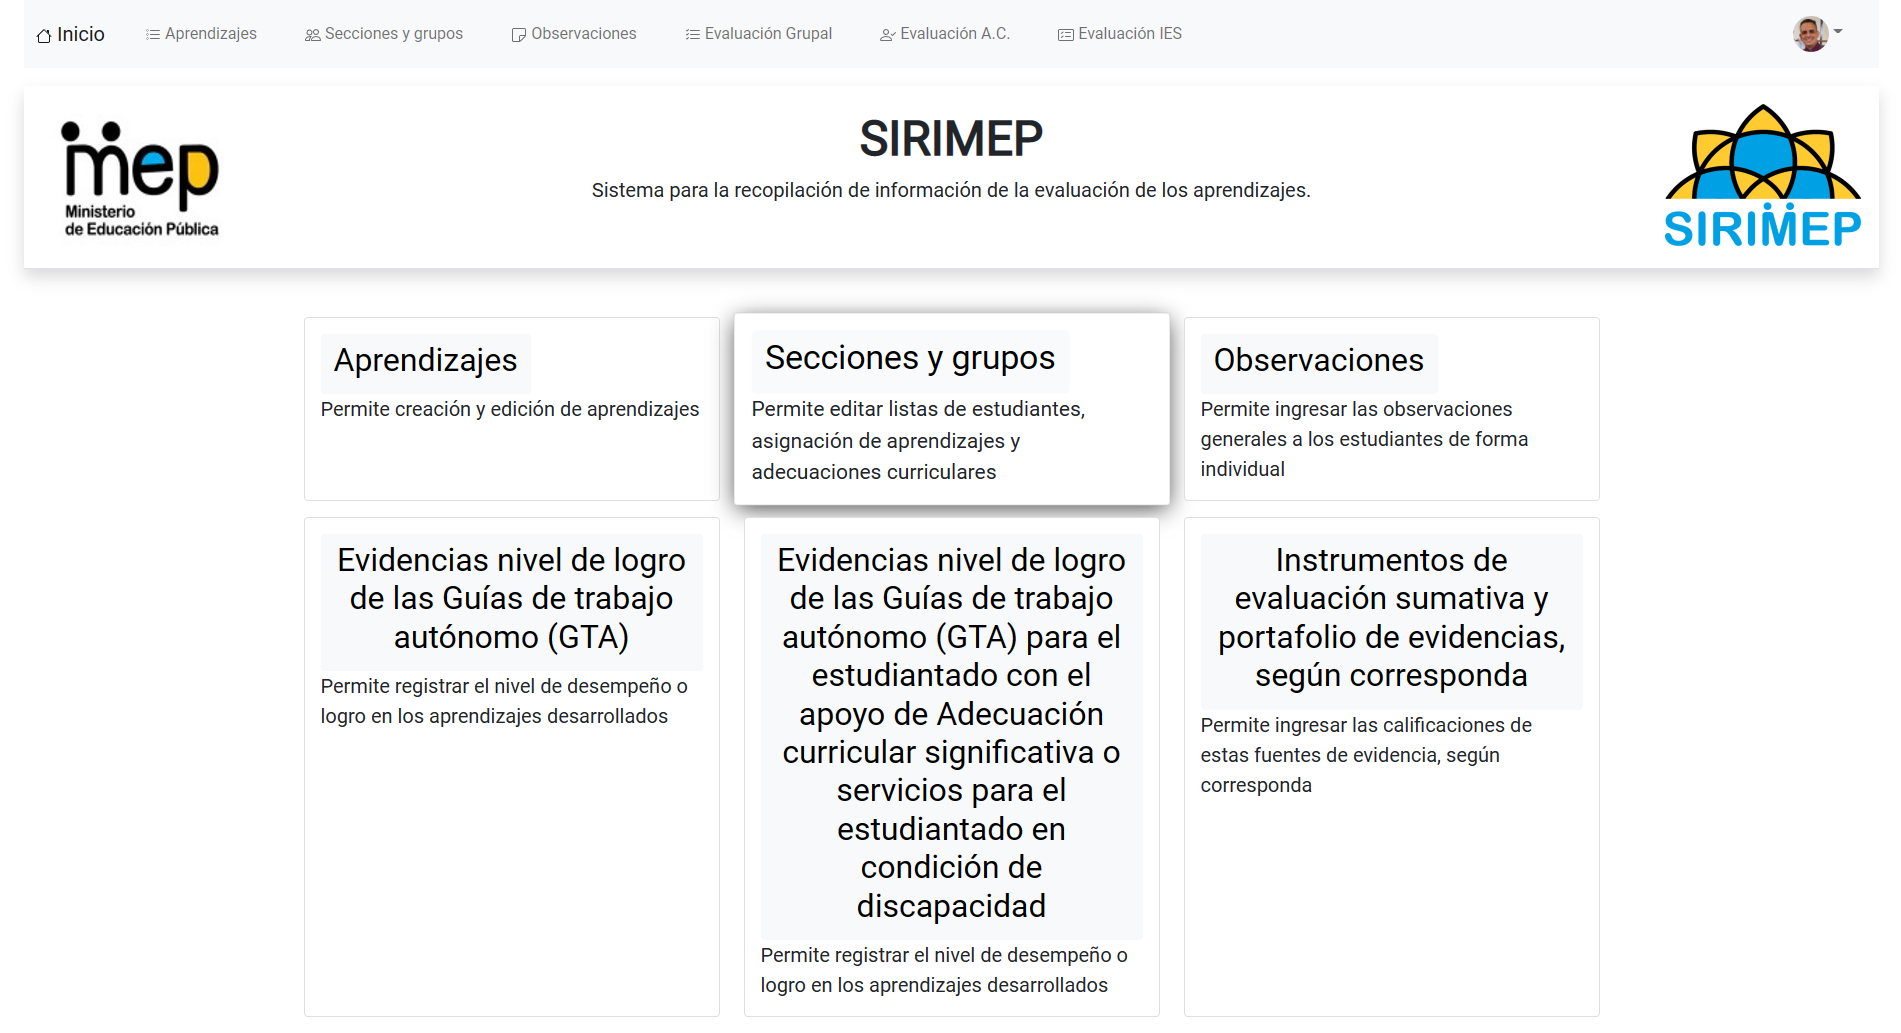 Inicio
Aprendizajes
Secciones y grupos
Observaciones
Evaluación Grupal
Evaluación A.C.
Evaluación IES
mep
Ministerio
de Educación Pública
SIRIMEP
Sistema para la recopilación de información de la evaluación de los aprendizajes.
SIRIMEP
Aprendizajes
Permite creación y edición de aprendizajes
Secciones y grupos
Permite editar listas de estudiantes,
asignación de aprendizajes y
adecuaciones curriculares
Observaciones
Permite ingresar las observaciones
generales a los estudiantes de forma
individual
Evidencias nivel de logro
de las Guías de trabajo
autónomo (GTA)
Permite registrar el nivel de desempeño o
logro en los aprendizajes desarrollados
Evidencias nivel de logro
de las Guías de trabajo
autónomo (GTA) para el
estudiantado con el
apoyo de Adecuación
curricular significativa o
servicios para el
estudiantado en
condición de
discapacidad
Permite registrar el nivel de desempeño o
logro en los aprendizajes desarrollados
Instrumentos de
evaluación sumativa y
portafolio de evidencias,
según corresponda
Permite ingresar las calificaciones de
estas fuentes de evidencia, según
corresponda